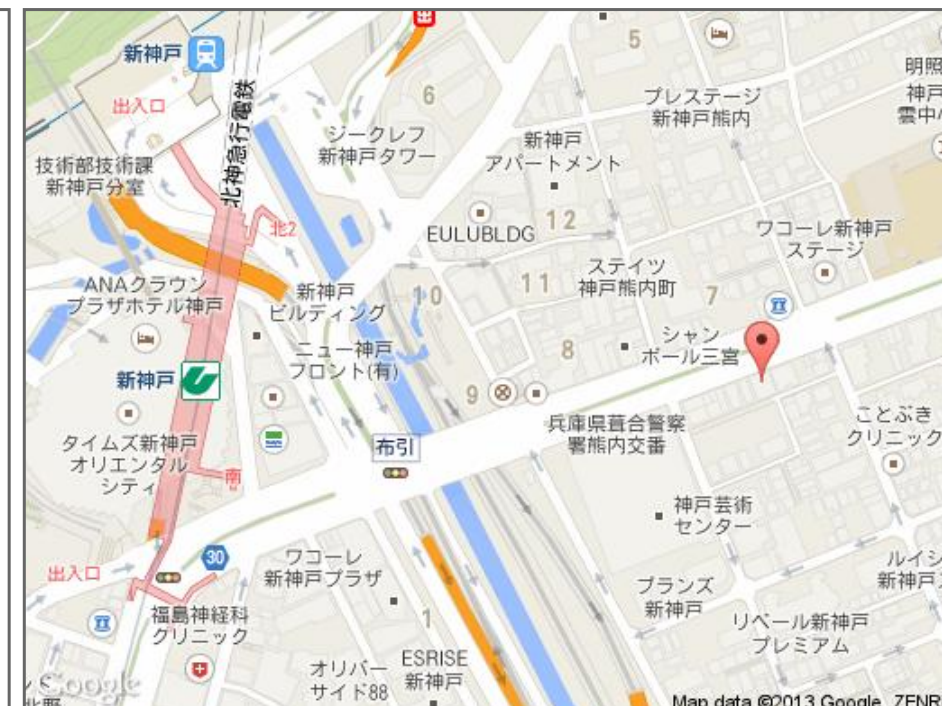 出
新神戸
出入口
北神急行電鉄
6
5
プレステージ
新神戸熊内
明照
神戸
雲中小
ジークレフ
新神戸タワー
新神戸
アパートメント
技術部技術課
新神戸分室
北2
EULUBLDG
12
ワコーレ新神戸
ステージ
ANAクラウン
プラザホテル神戸
新神戸
ビルディング
10
11
ステイツ
神戸熊内町
7
シャン
ボール三宮
8
新神戸
ニュー神戸
フロント(有)
9
兵庫県葺合警察
署熊内交番
ことぶき
クリニック
タイムズ新神戸
オリエンタル
シティ
布引
南
神戸芸術
センター
30
出入口
ワコーレ
新神戸プラザ
ブランズ
新神戸
ルイシ
新神戸
福島神経科
クリニック
1
リベール新神戸
プレミアム
オリバー
サイド88
ESRISE
新神戸
北野
Google
Map data ©2013 Google, ZENR